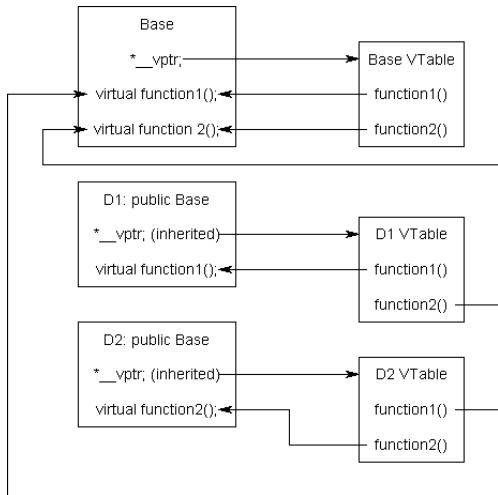 Base
*__vptr;
virtual function1();
virtual function 2();
Base VTable
function1()
function2()
D1: public Base
*__vptr; (inherited)
virtual function1();
D1 VTable
function1()
function2()
D2: public Base
*__vptr; (inherited)
virtual function2();
D2 VTable
function1()
function2()